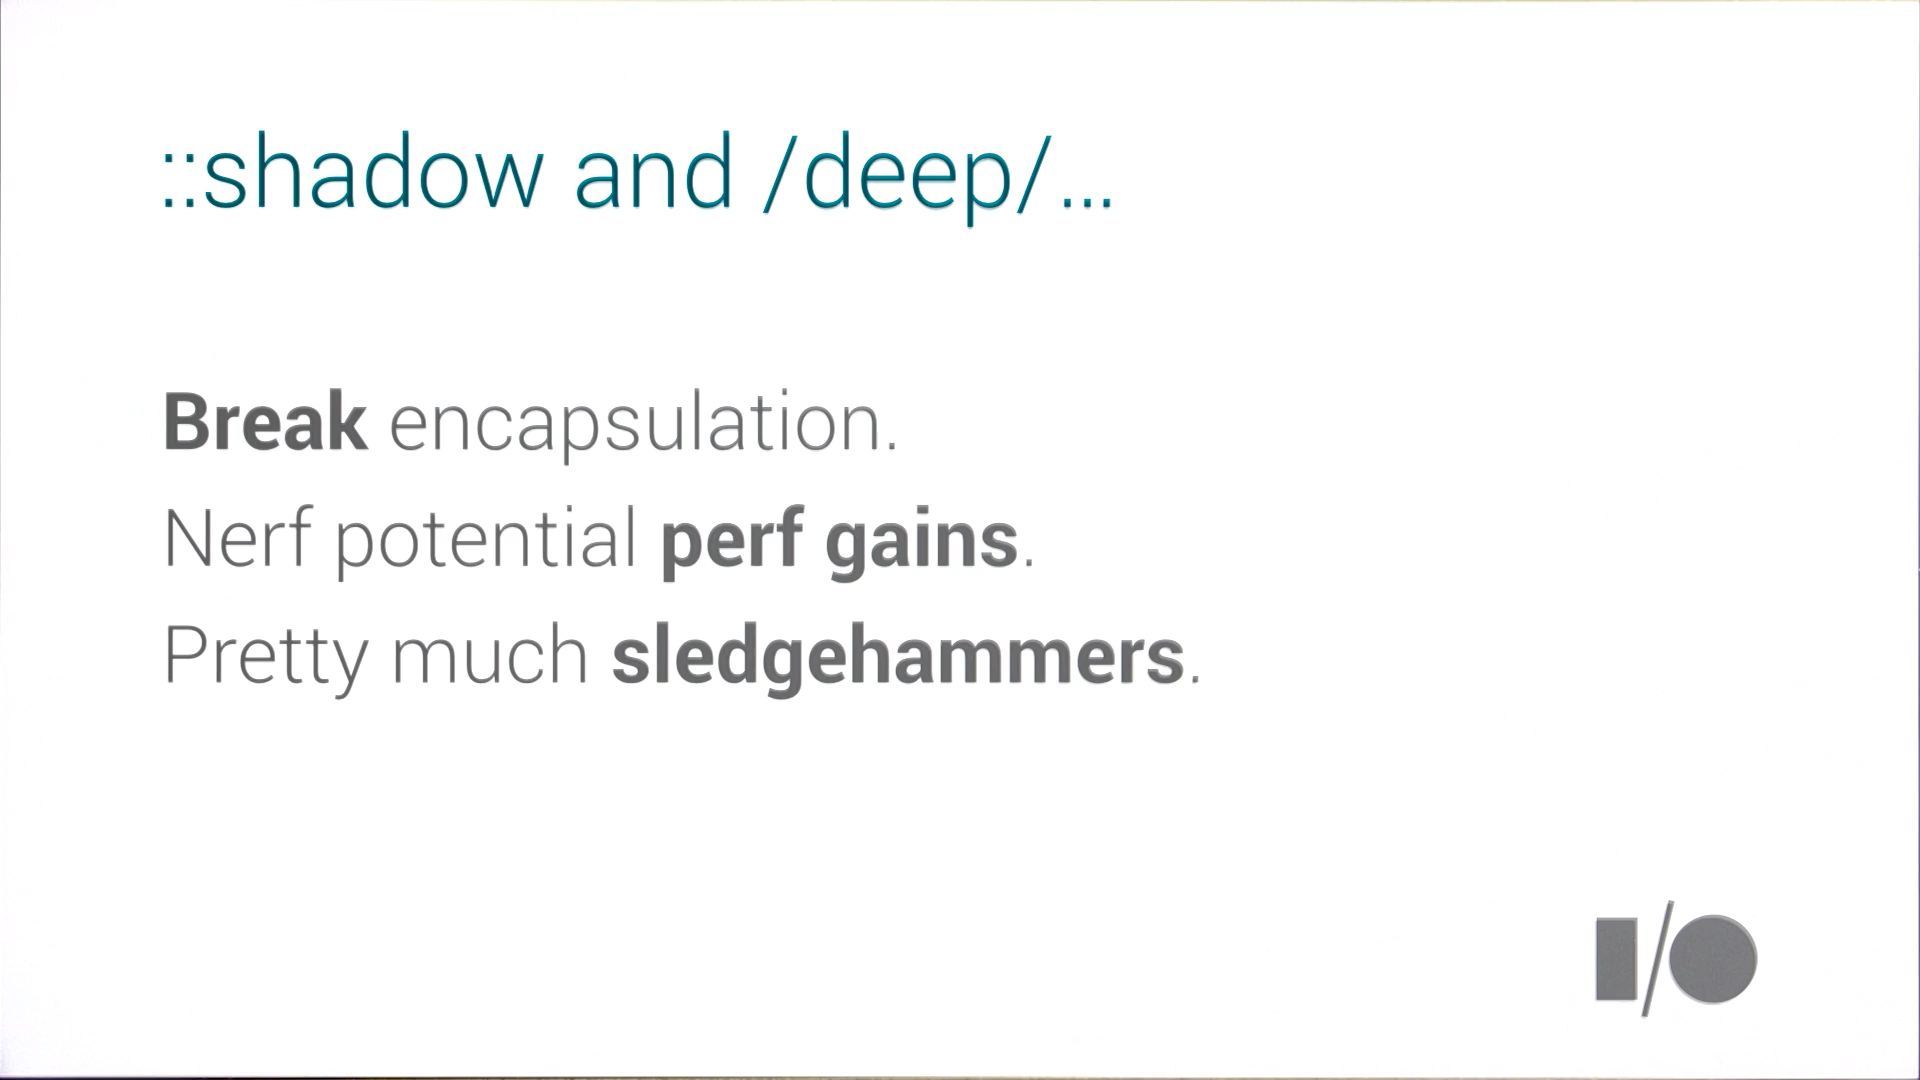 ::shadow and /deep/...
Break encapsulation.
Nerf potential perf gains.
Pretty much sledgehammers.
I/O